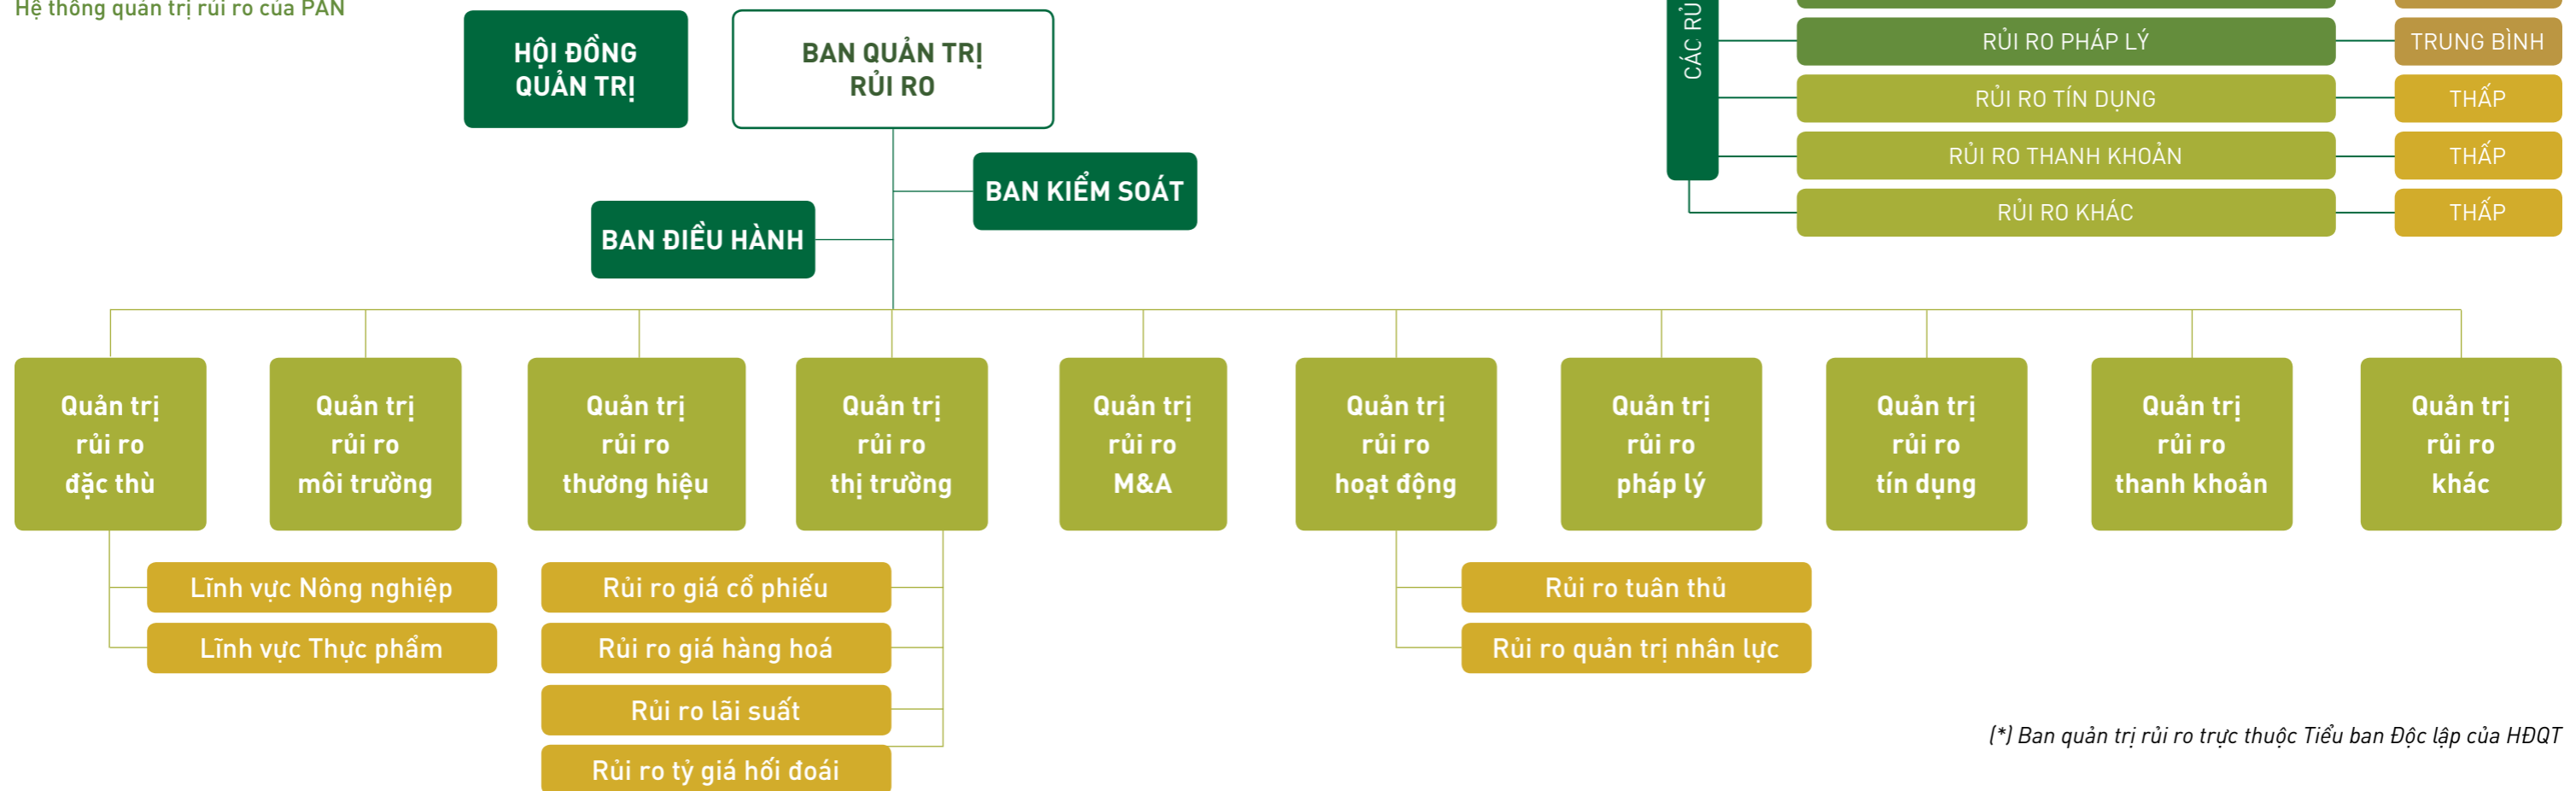 Hệ thống quản trị rủi ro của PAN
HỘI ĐỒNG
QUẢN TRỊ
BAN QUẢN TRỊ
RỦI RO
BAN KIỂM SOÁT
BAN ĐIỀU HÀNH
CÁC RỦ
RỦI RO PHÁP LÝ
TRUNG BÌNH
RỦI RO TÍN DỤNG
THẤP
RỦI RO THANH KHOẢN
THẤP
RỦI RO KHÁC
THẤP
Quản trị
rủi ro
đặc thù
Quản trị
rủi ro
môi trường
Quản trị
rủi ro
thương hiệu
Quản trị
rủi ro
thị trường
Quản trị
rủi ro
M&A
Quản trị
rủi ro
hoạt động
Quản trị
rủi ro
pháp lý
Quản trị
rủi ro
tín dụng
Quản trị
rủi ro
thanh khoản
Quản trị
rủi ro
khác
Lĩnh vực Nông nghiệp
Lĩnh vực Thực phẩm
Rủi ro giá cổ phiếu
Rủi ro giá hàng hoá
Rủi ro lãi suất
Rủi ro tỷ giá hối đoái
Rủi ro tuân thủ
Rủi ro quản trị nhân lực
(*) Ban quản trị rủi ro trực thuộc Tiểu ban Độc lập của HĐQT